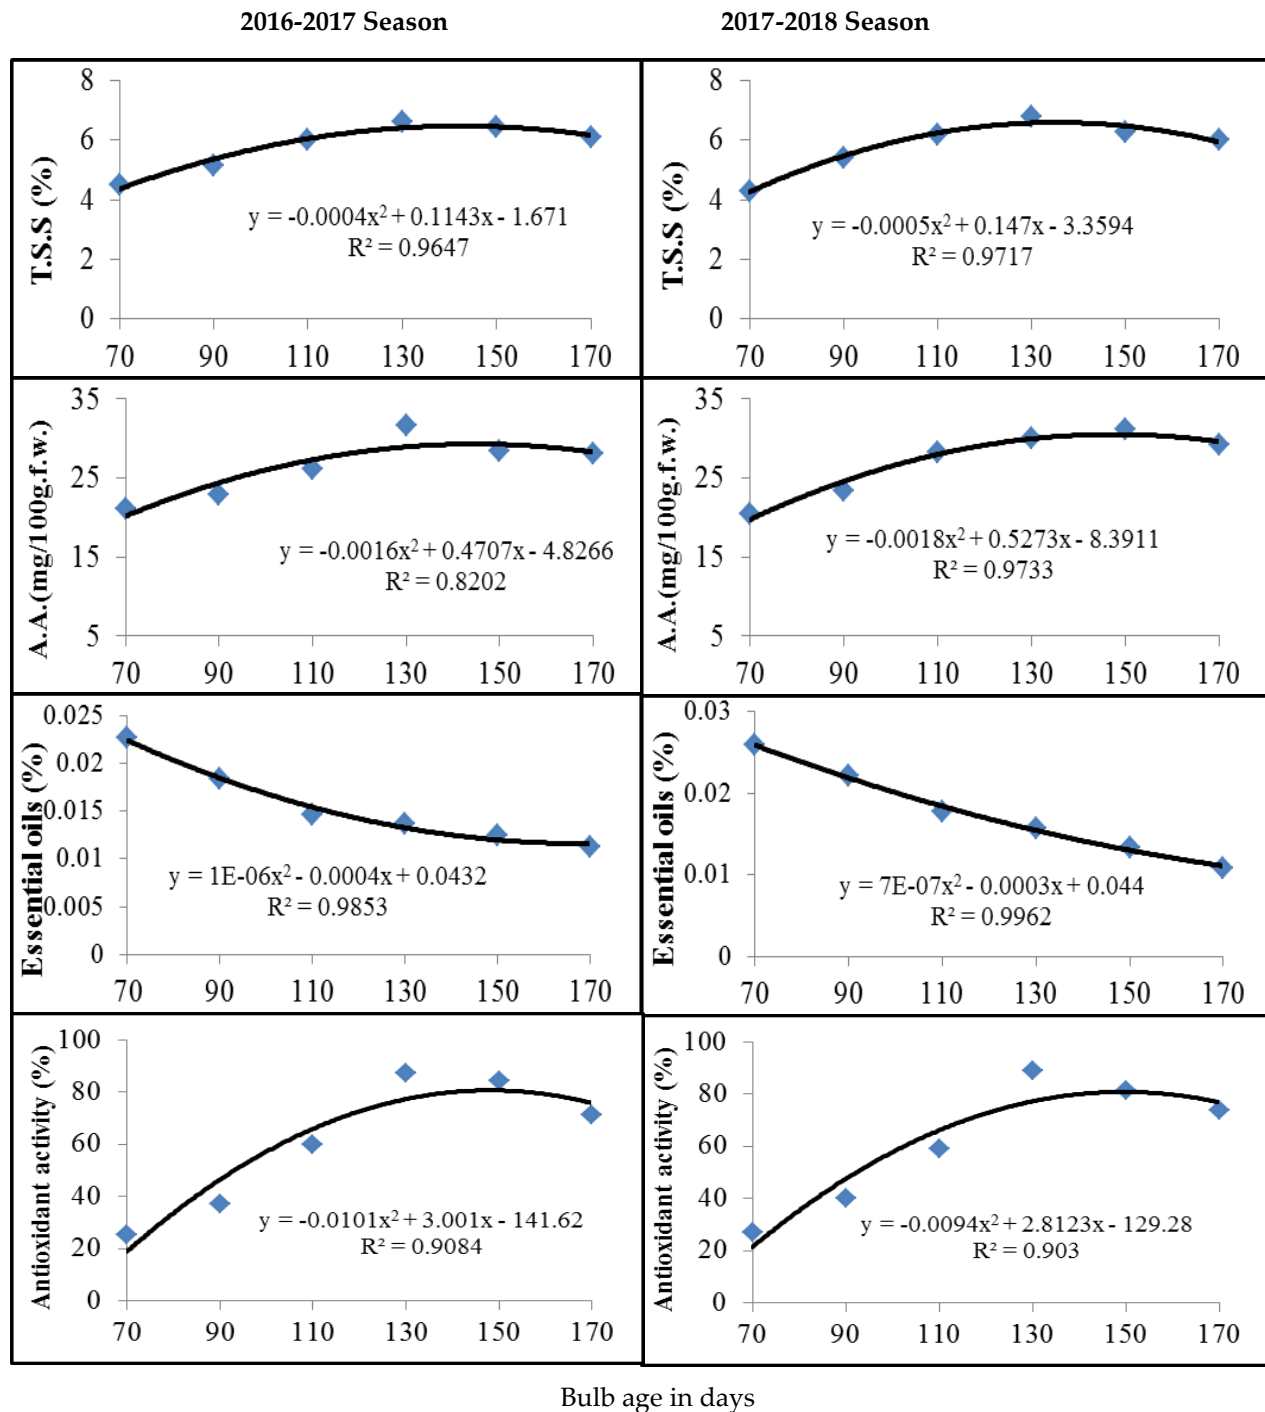 2016-2017 Season
2017-2018 Season
T.S.S (%)
8
6
4
2
0
y = -0.0004x² + 0.1143x - 1.671
R² = 0.9647
70 90 110 130 150 170
T.S.S (%)
8
6
4
2
0
y = -0.0005x² + 0.147x - 3.3594
R² = 0.9717
70 90 110 130 150 170
A.A.(mg/100g.f.w.)
35
25
15
5
y = -0.0016x² + 0.4707x - 4.8266
R² = 0.8202
70 90 110 130 150 170
A.A.(mg/100g.f.w.)
35
25
15
5
y = -0.0018x² + 0.5273x - 8.3911
R² = 0.9733
70 90 110 130 150 170
Essential oils (%)
0.025
0.02
0.015
0.01
0.005
0
y = 1E-06x² - 0.0004x + 0.0432
R² = 0.9853
70 90 110 130 150 170
Essential oils (%)
0.03
0.02
0.01
0
y = 7E-07x² - 0.0003x + 0.044
R² = 0.9962
70 90 110 130 150 170
Antioxidant activity (%)
100
80
60
40
20
0
y = -0.0101x² + 3.001x - 141.62
R² = 0.9084
70 90 110 130 150 170
Antioxidant activity (%)
100
80
60
40
20
0
y = -0.0094x² + 2.8123x - 129.28
R² = 0.903
70 90 110 130 150 170
Bulb age in days